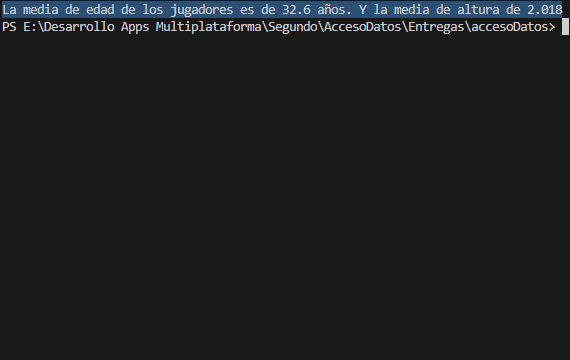 La media de edad de los jugadores es de 32.6 años. Y la media de altura de 2.018
PS E:\Desarrollo Apps Multiplataforma\Segundo\AccesoDatos\Entregas\accesoDatos>